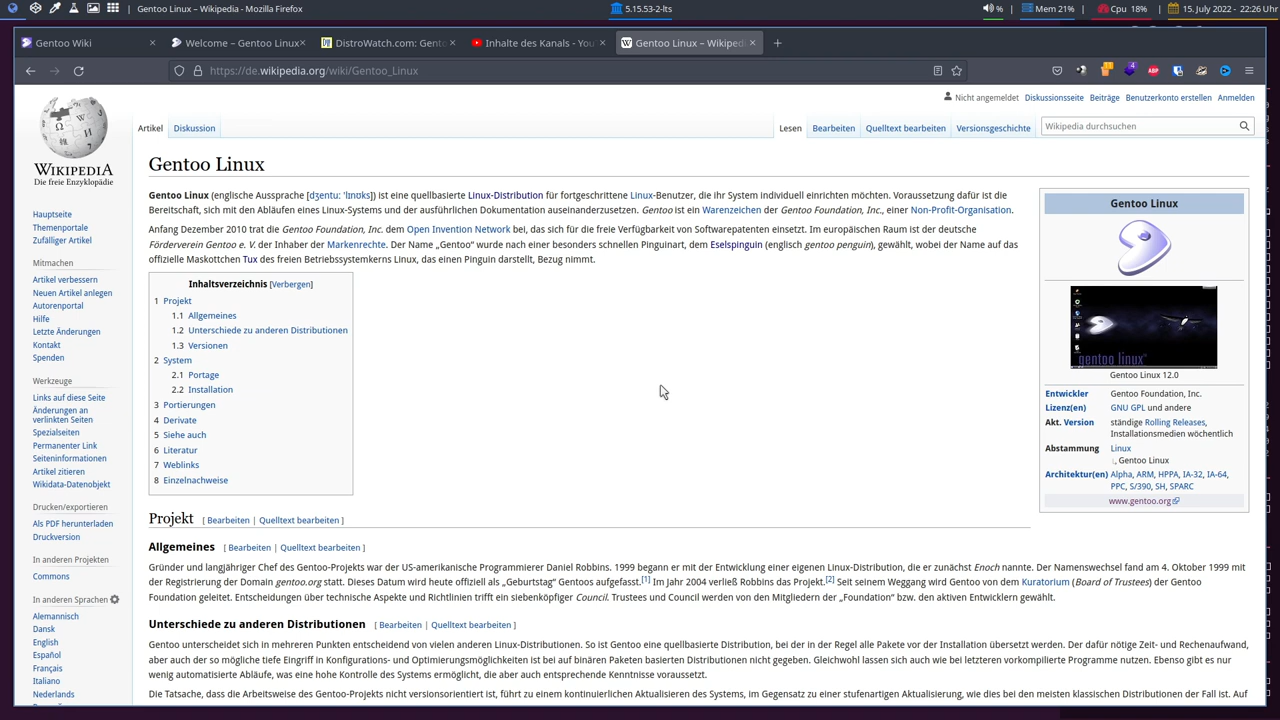 Gentoo Linux – Wikipedia - Mozilla Firefox
5.15.53-2-lts
%
Mem 21%
Cpu 18%
15. July 2022 - 22:26 Uhr
Gentoo Wiki
Welcome – Gentoo Linux
DistroWatch.com: Gento
Inhalte des Kanals - You
Gentoo Linux – Wikiped
https://de.wikipedia.org/wiki/Gentoo_Linux
Nicht angemeldet Diskussionsseite Beiträge Benutzerkonto erstellen Anmelden
Artikel Diskussion
Lesen Bearbeiten Quelltext bearbeiten Versionsgeschichte
Wikipedia durchsuchen
WIKIPEDIA
Die freie Enzyklopädie
Hauptseite
Themenportale
Zufälliger Artikel
Mitmachen
Artikel verbessern
Neuen Artikel anlegen
Autorenportal
Hilfe
Letzte Änderungen
Kontakt
Spenden
Werkzeuge
Links auf diese Seite
Änderungen an
verlinkten Seiten
Spezialseiten
Permanenter Link
Seiteninformationen
Artikel zitieren
Wikidata-Datenobjekt
Drucken/exportieren
Als PDF herunterladen
Druckversion
In anderen Projekten
Commons
In anderen Sprachen
Alemannisch
Dansk
English
Español
Français
Italiano
Nederlands
Gentoo Linux
Gentoo Linux (englische Aussprache [dʒentuː ˈlɪnʊks]) ist eine quellbasierte Linux-Distribution für fortgeschrittene Linux-Benutzer, die ihr System individuell einrichten möchten. Voraussetzung dafür ist die
Bereitschaft, sich mit den Abläufen eines Linux-Systems und der ausführlichen Dokumentation auseinanderzusetzen. Gentoo ist ein Warenzeichen der Gentoo Foundation, Inc., einer Non-Profit-Organisation.
Anfang Dezember 2010 trat die Gentoo Foundation, Inc. dem Open Invention Network bei, das sich für die freie Verfügbarkeit von Softwarepatenten einsetzt. Im europäischen Raum ist der deutsche
Förderverein Gentoo e. V. der Inhaber der Markenrechte. Der Name „Gentoo“ wurde nach einer besonders schnellen Pinguinart, dem Eselspinguin (englisch gentoo penguin), gewählt, wobei der Name auf das
offizielle Maskottchen Tux des freien Betriebssystemkerns Linux, das einen Pinguin darstellt, Bezug nimmt.
Inhaltsverzeichnis [Verbergen]
1 Projekt
1.1 Allgemeines
1.2 Unterschiede zu anderen Distributionen
1.3 Versionen
2 System
2.1 Portage
2.2 Installation
3 Portierungen
4 Derivate
5 Siehe auch
6 Literatur
7 Weblinks
8 Einzelnachweise
Gentoo Linux
gentoo linux
Gentoo Linux 12.0
Entwickler Gentoo Foundation, Inc.
Lizenz(en) GNU GPL und andere
Akt. Version ständige Rolling Releases,
Installationsmedien wöchentlich
Abstammung Linux
, Gentoo Linux
Architektur(en) Alpha, ARM, HPPA, IA-32, IA-64,
PPC, S/390, SH, SPARC
www.gentoo.org
Projekt [ Bearbeiten | Quelltext bearbeiten ]
Allgemeines [ Bearbeiten | Quelltext bearbeiten ]
Gründer und langjähriger Chef des Gentoo-Projekts war der US-amerikanische Programmierer Daniel Robbins. 1999 begann er mit der Entwicklung einer eigenen Linux-Distribution, die er zunächst Enoch nannte. Der Namenswechsel fand am 4. Oktober 1999 mit
der Registrierung der Domain gentoo.org statt. Dieses Datum wird heute offiziell als „Geburtstag“ Gentoos aufgefasst.[1] Im Jahr 2004 verließ Robbins das Projekt.[2] Seit seinem Weggang wird Gentoo von dem Kuratorium (Board of Trustees) der Gentoo
Foundation geleitet. Entscheidungen über technische Aspekte und Richtlinien trifft ein siebenköpfiger Council. Trustees und Council werden von den Mitgliedern der „Foundation“ bzw. den aktiven Entwicklern gewählt.
Unterschiede zu anderen Distributionen [ Bearbeiten | Quelltext bearbeiten ]
Gentoo unterscheidet sich in mehreren Punkten entscheidend von vielen anderen Linux-Distributionen. So ist Gentoo eine quellbasierte Distribution, bei der in der Regel alle Pakete vor der Installation übersetzt werden. Der dafür nötige Zeit- und Rechenaufwand,
aber auch der so mögliche tiefe Eingriff in Konfigurations- und Optimierungsmöglichkeiten ist bei auf binären Paketen basierten Distributionen nicht gegeben. Gleichwohl lassen sich auch wie bei letzteren vorkompilierte Programme nutzen. Ebenso gibt es nur
wenig automatisierte Abläufe, was eine hohe Kontrolle des Systems ermöglicht, die aber auch entsprechende Kenntnisse voraussetzt.
Die Tatsache, dass die Arbeitsweise des Gentoo-Projekts nicht versionsorientiert ist, führt zu einem kontinuierlichen Aktualisieren des Systems, im Gegensatz zu einer stufenartigen Aktualisierung, wie dies bei den meisten klassischen Distributionen der Fall ist. Auf